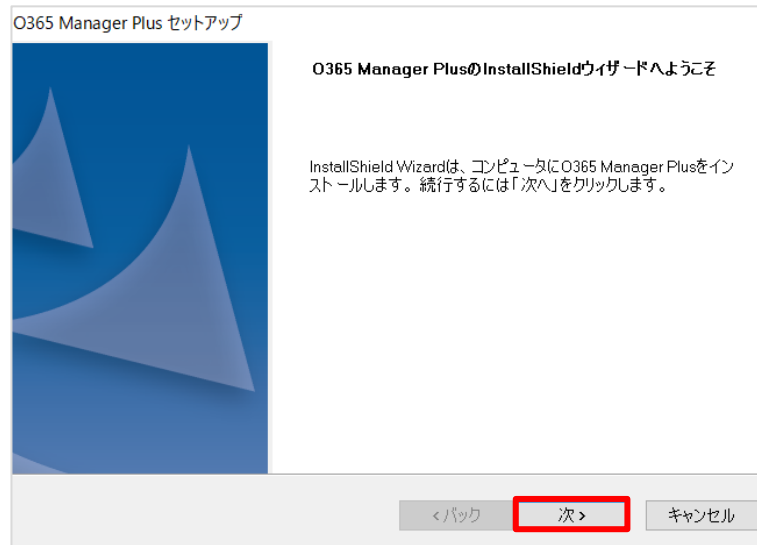 O365 Manager Plus セットアップ
O365 Manager PlusのInstallShieldウィザードへようこそ
InstallShield Wizardは、コンピュータにO365 Manager Plusをイン
ストールします。続行するには「次へ」をクリックします。
<バック 次> キャンセル